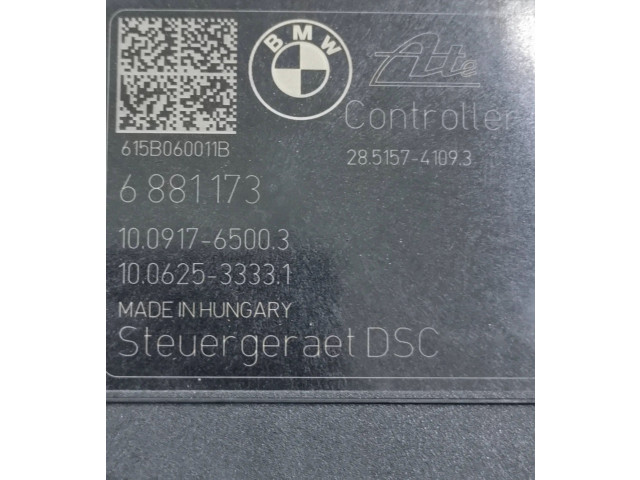 BMW
Ate
Controller
615B060011B
28.5157-4109.3
6 881 173
10.0917-6500.3
10.0625-3333.1
MADE IN HUNGARY
Steuergeraet DSC